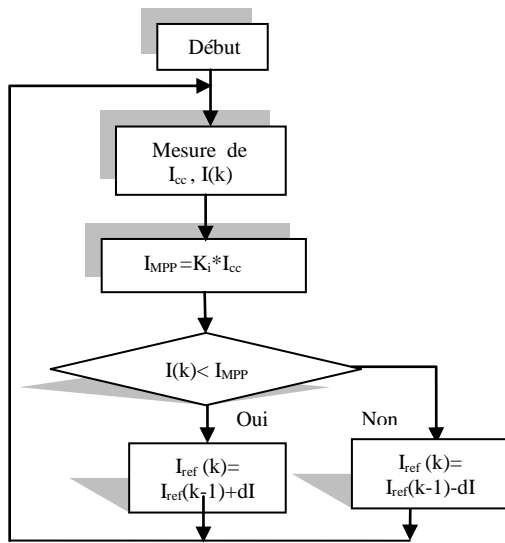 Début
Mesure de
Icc , I(k)
IMPP =Ki*Icc
I(k)< IMPP
Oui
Non
Iref (k)=
Iref(k-1)+dI
Iref (k)=
Iref(k-1)-dI